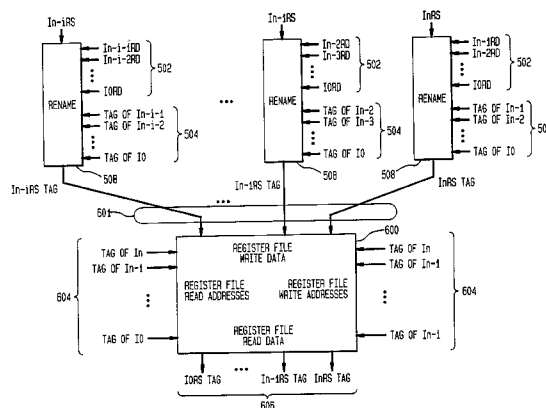 In-iRS
In-i-1RD
In-i-2RD
IORD
502
RENAME
TAG OF In-i-1
TAG OF In-i-2
TAG OF I0
504
508
In-iRS TAG
In-1RS
In-2RD
In-3RD
IORD
502
RENAME
TAG OF In-2
TAG OF In-3
TAG OF I0
504
508
In-1RS TAG
InRS
In-1RD
In-2RD
IORD
502
RENAME
TAG OF In-1
TAG OF In-2
TAG OF I0
50
508
InRS TAG
601
600
REGISTER FILE
WRITE DATA
REGISTER FILE
READ ADDRESSES
REGISTER FILE
WRITE ADDRESSES
REGISTER FILE
READ DATA
TAG OF In
TAG OF In-1
TAG OF I0
604
TAG OF In
TAG OF In-1
TAG OF In-i
604
IORS TAG
In-1RS TAG
InRS TAG
606